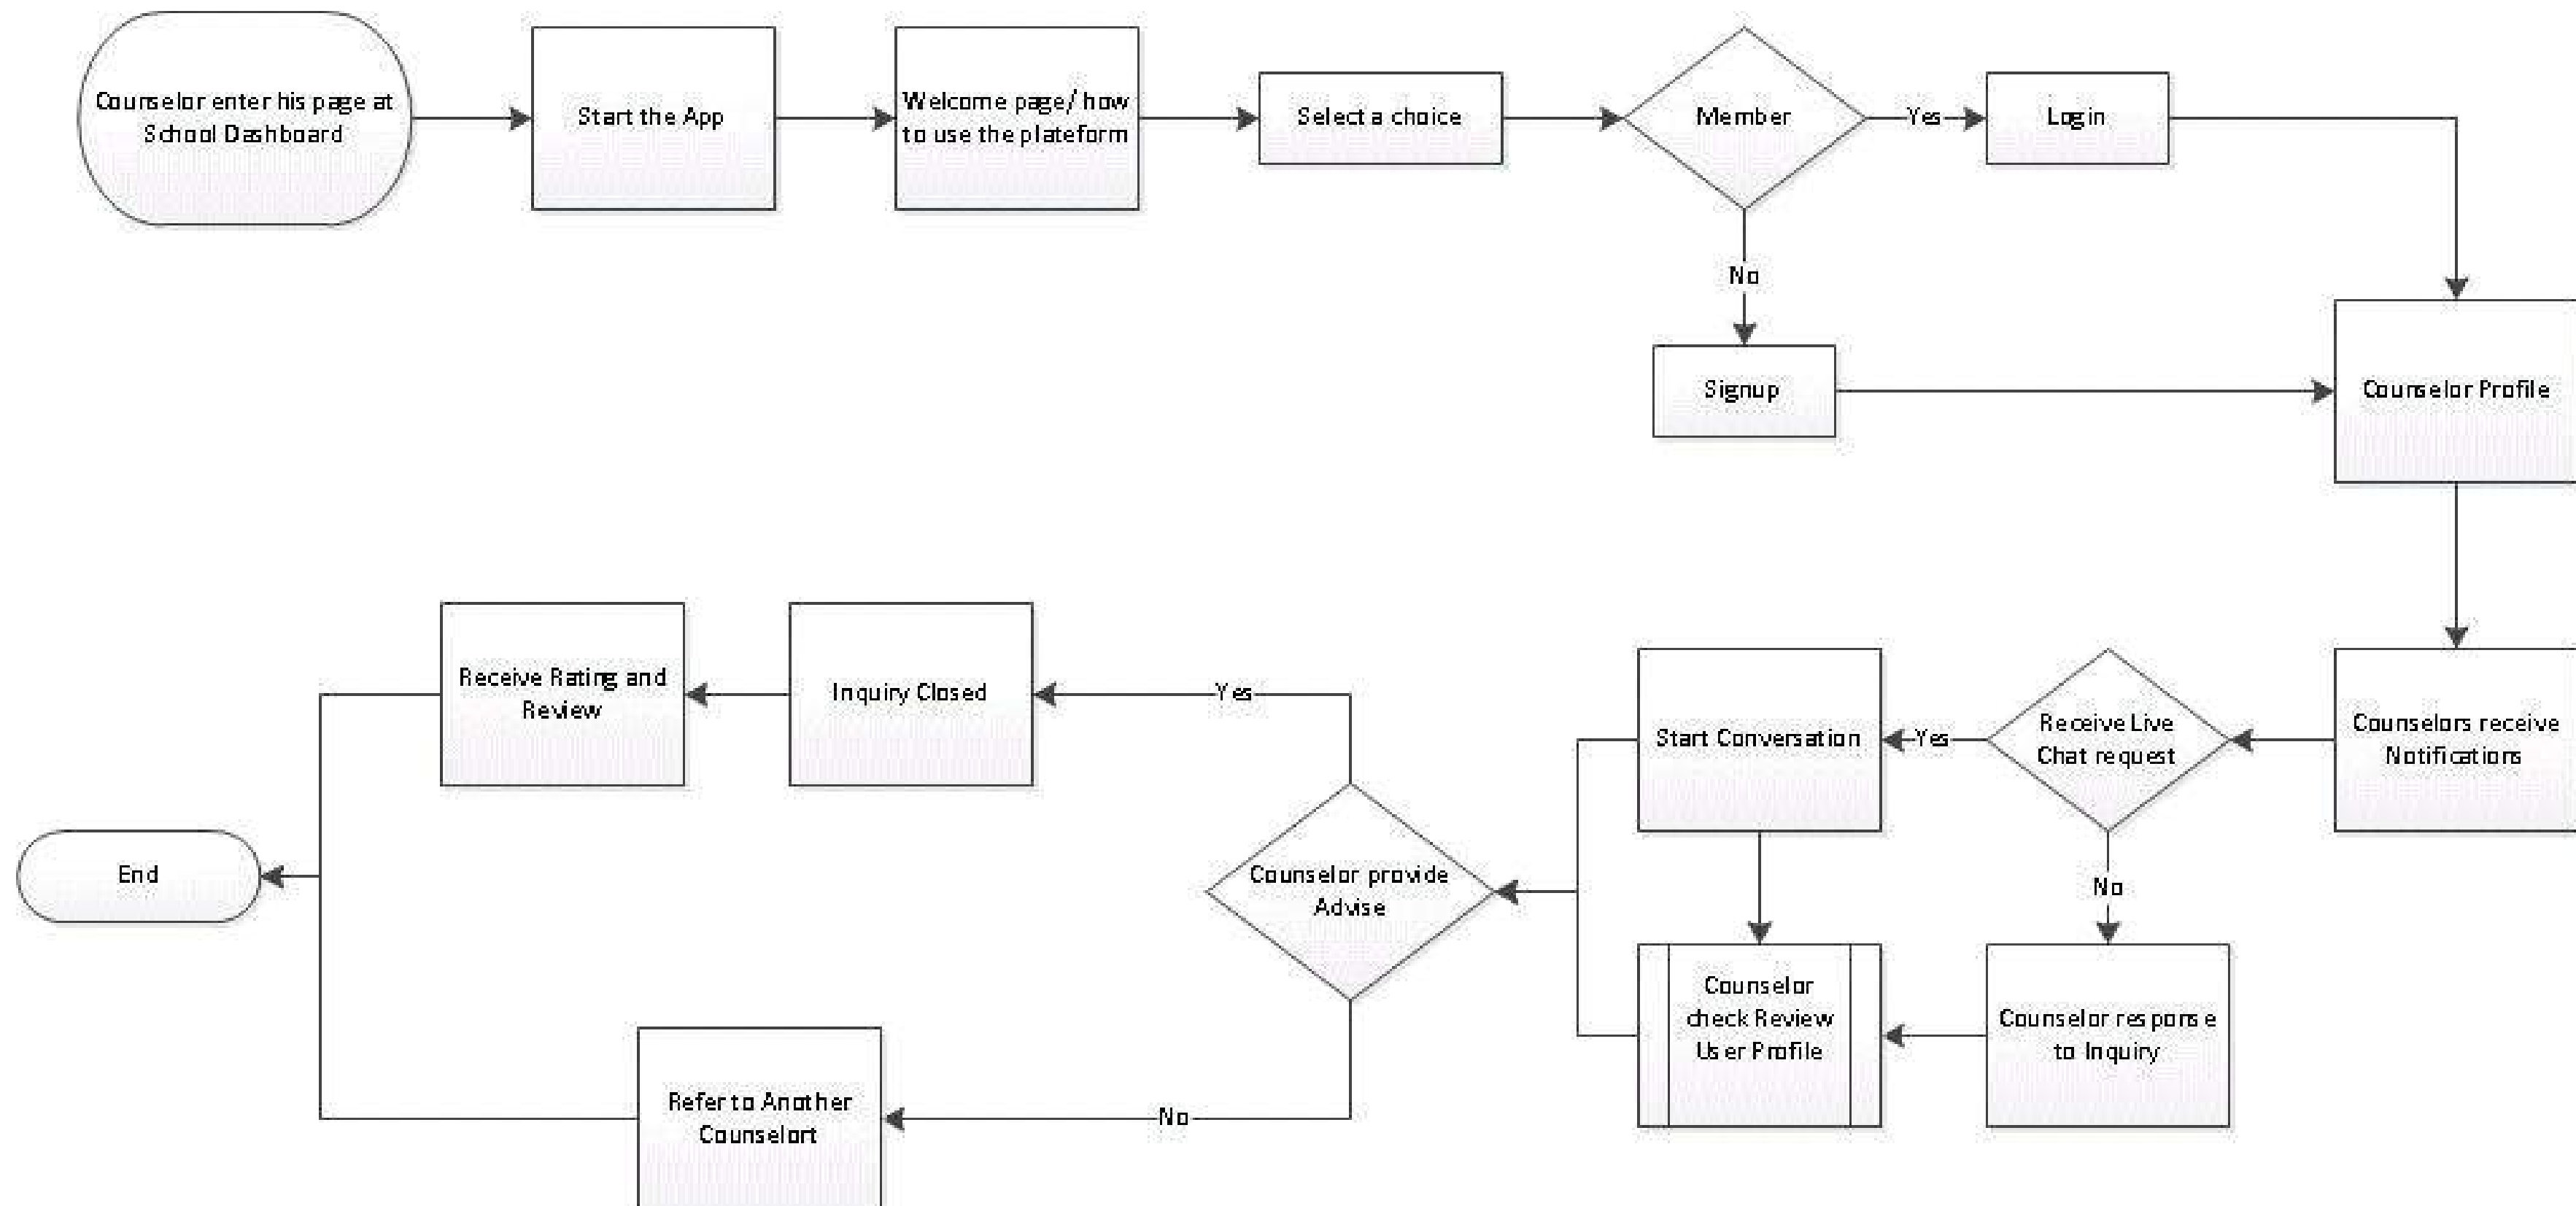 Counselor enter his page at
School Dashboard
Start the App
Welcome page/ how
to use the plateform
Select a choice
Member
Yes
Login
No
Signup
Counselor Profile
Counselors receive
Notifications
Receive Live
Chat request
Yes
Start Conversation
No
Counselor response
to Inquiry
Counselor
check Review
User Profile
Counselor provide
Advise
Yes
Inquiry Closed
Receive Rating and
Review
No
Refer to Another
Counselort
End